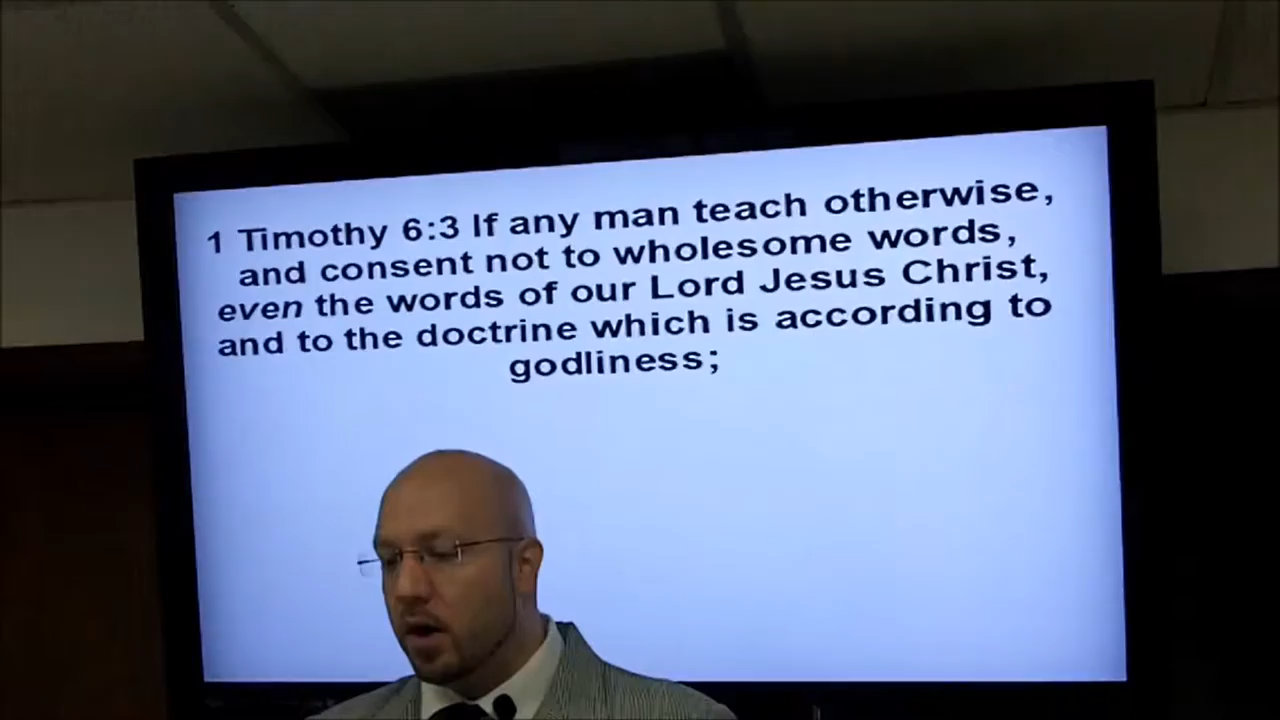 1 Timothy 6:3 If any man teach otherwise,
and consent not to wholesome words,
even the words of our Lord Jesus Christ,
and to the doctrine which is according to
godliness;